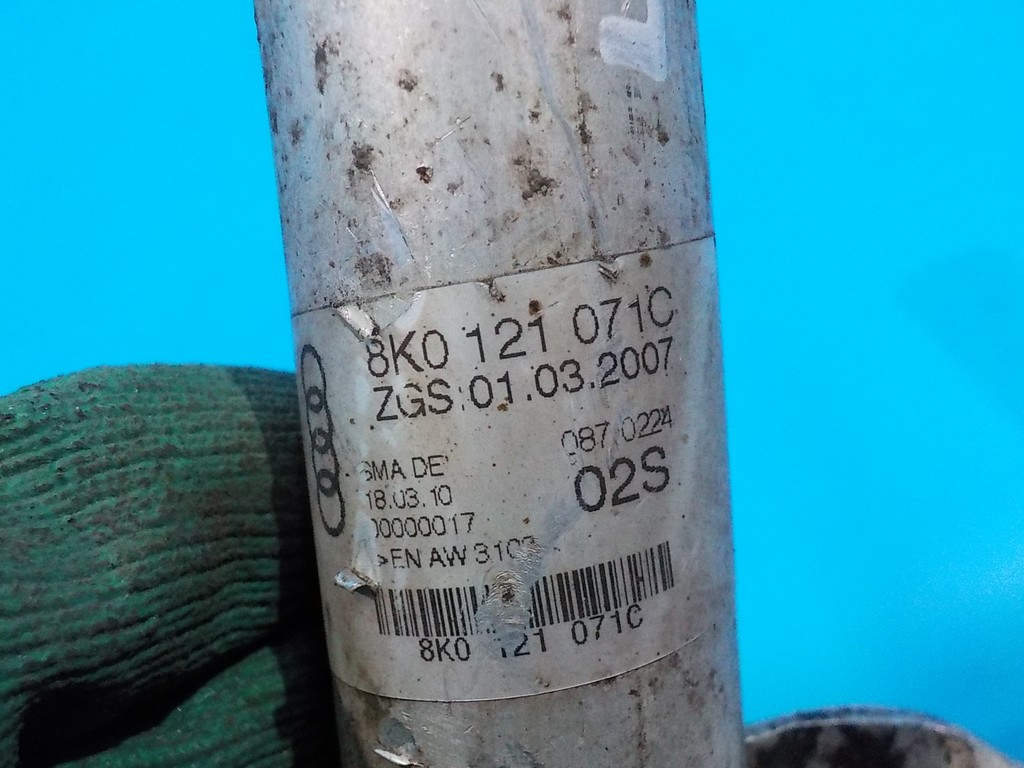 8K0 121 071C
ZGS:01.03.2007
087 0224
02S
SMA DE
18.03.10
00000017
>EN AW 3103
8K0 121 071C